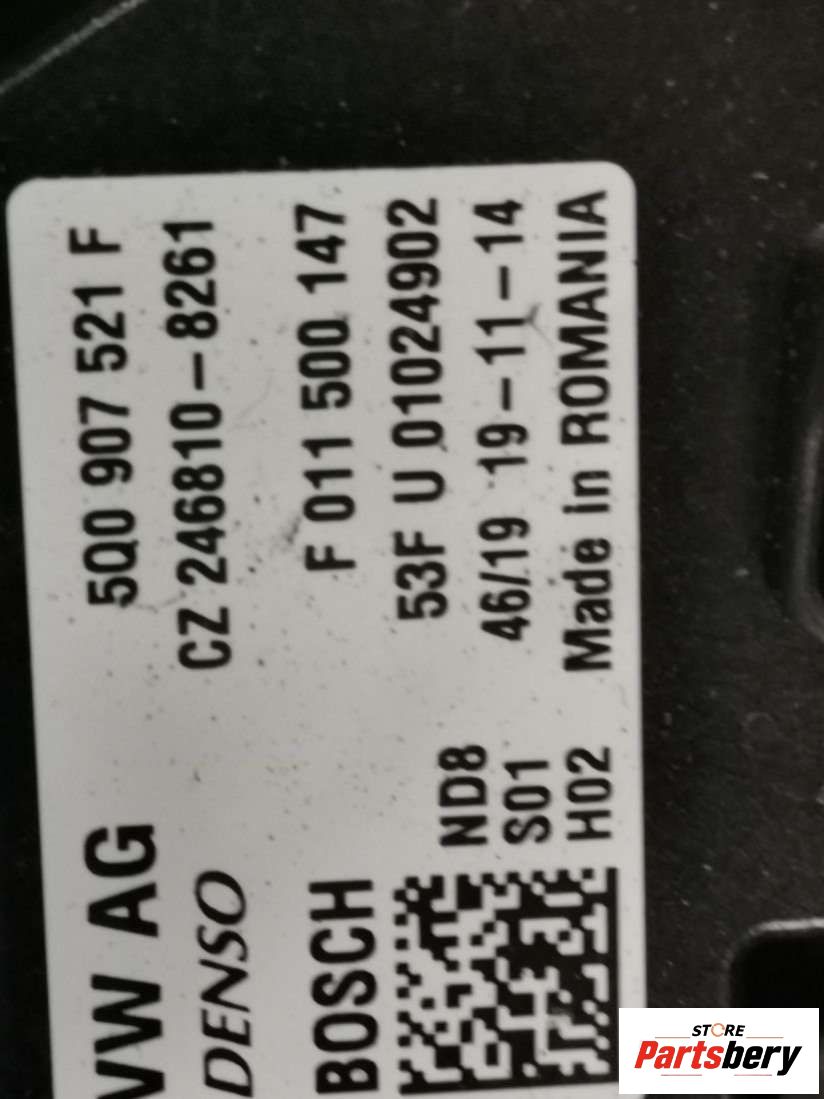 VW AG 5Q0 907 521 F
DENSO CZ 246810-8261
BOSCH F 011 500 147
53F U 01024902
ND8
S01 46/19 19-11-14
H02 Made in ROMANIA
STORE
Partsbery